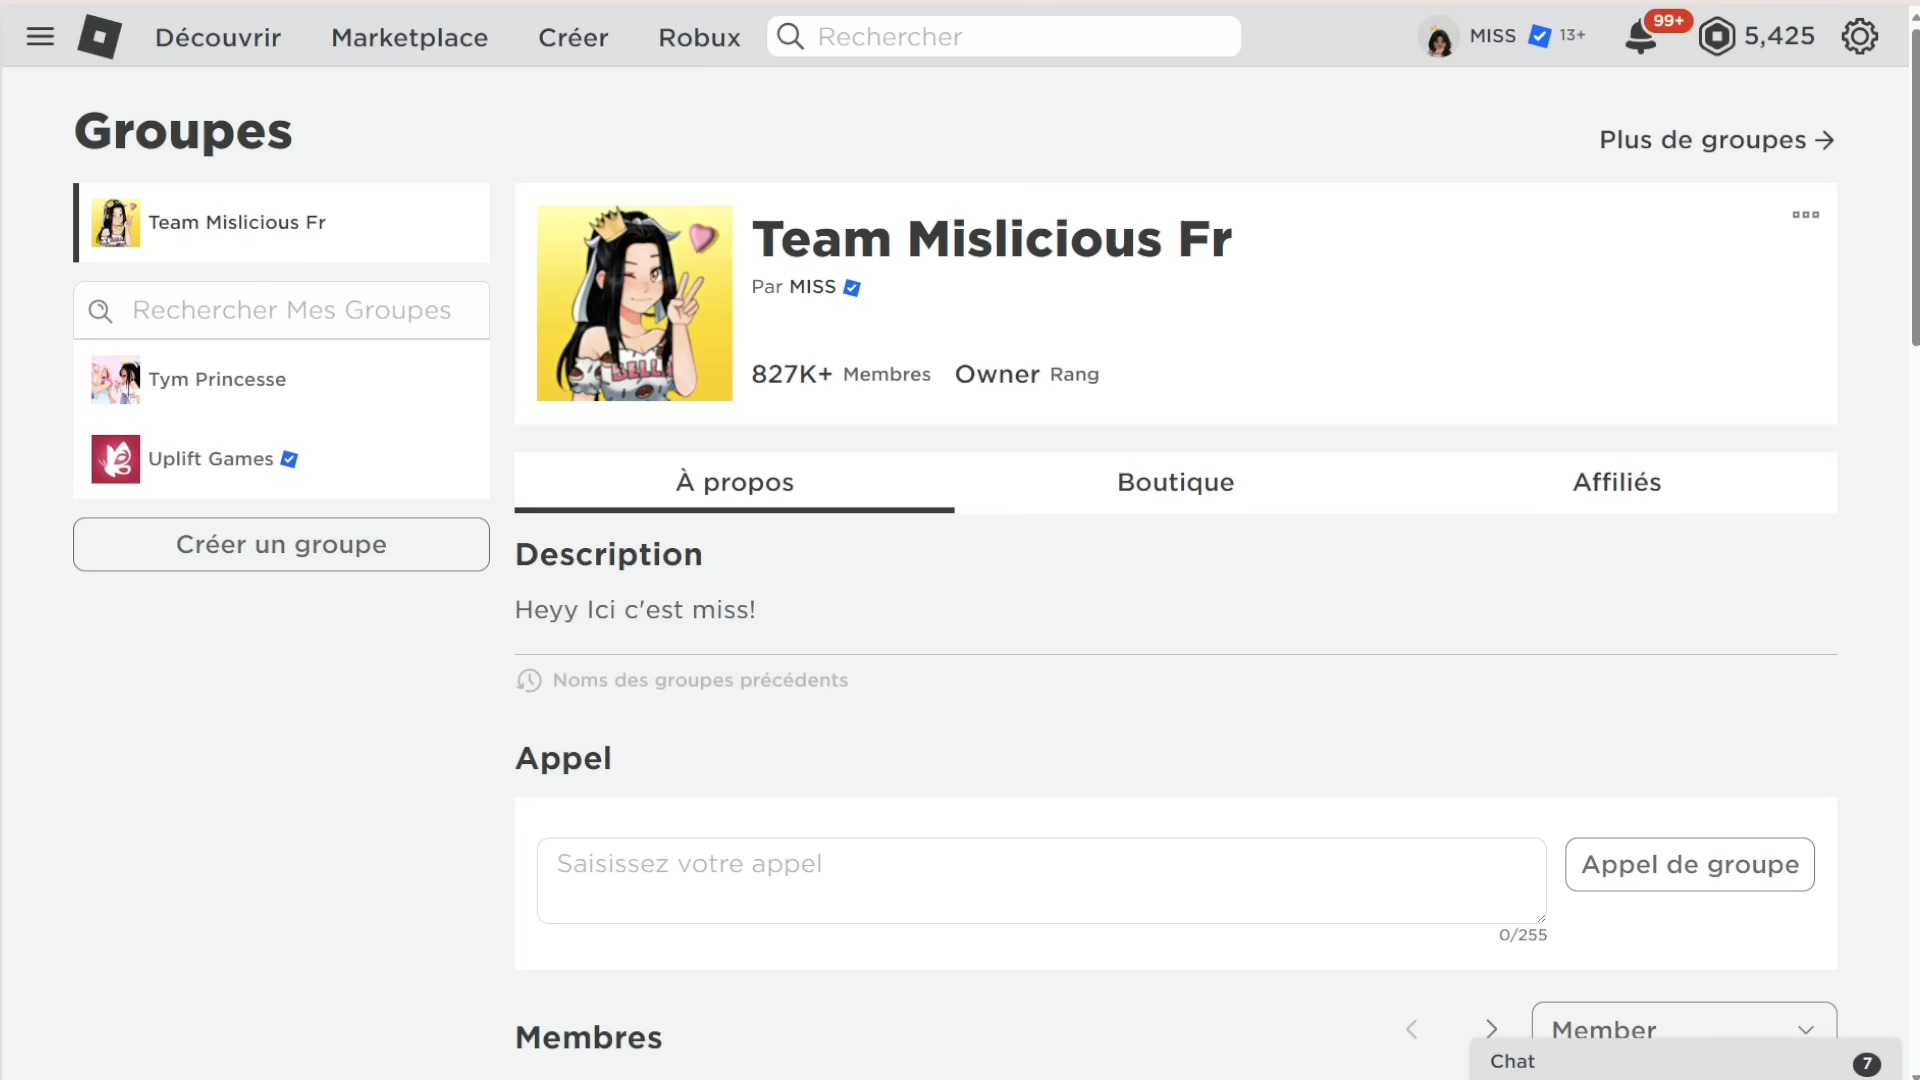 Découvrir Marketplace Créer Robux Rechercher MISS 13+ 99+ 5,425
Groupes
Plus de groupes
Team Mislicious Fr
Rechercher Mes Groupes
Tym Princesse
Uplift Games
Créer un groupe
BELLA
Team Mislicious Fr
Par MISS
827K+ Membres Owner Rang
À propos Boutique Affiliés
Description
Heyy Ici c'est miss!
Noms des groupes précédents
Appel
Saisissez votre appel
Appel de groupe
0/255
Membres
Member
Chat 7